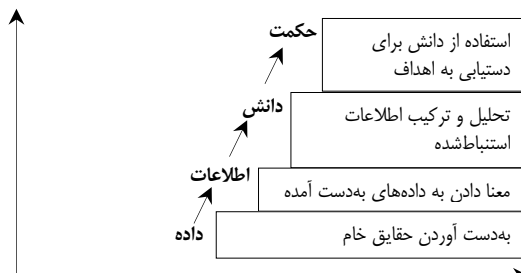 حکمت
استفاده از دانش برای
دستیابی به اهداف
دانش
تحلیل و ترکیب اطلاعات
استنباط‌شده
اطلاعات
معنا دادن به داده‌های به‌دست آمده
داده
به‌دست آوردن حقایق خام